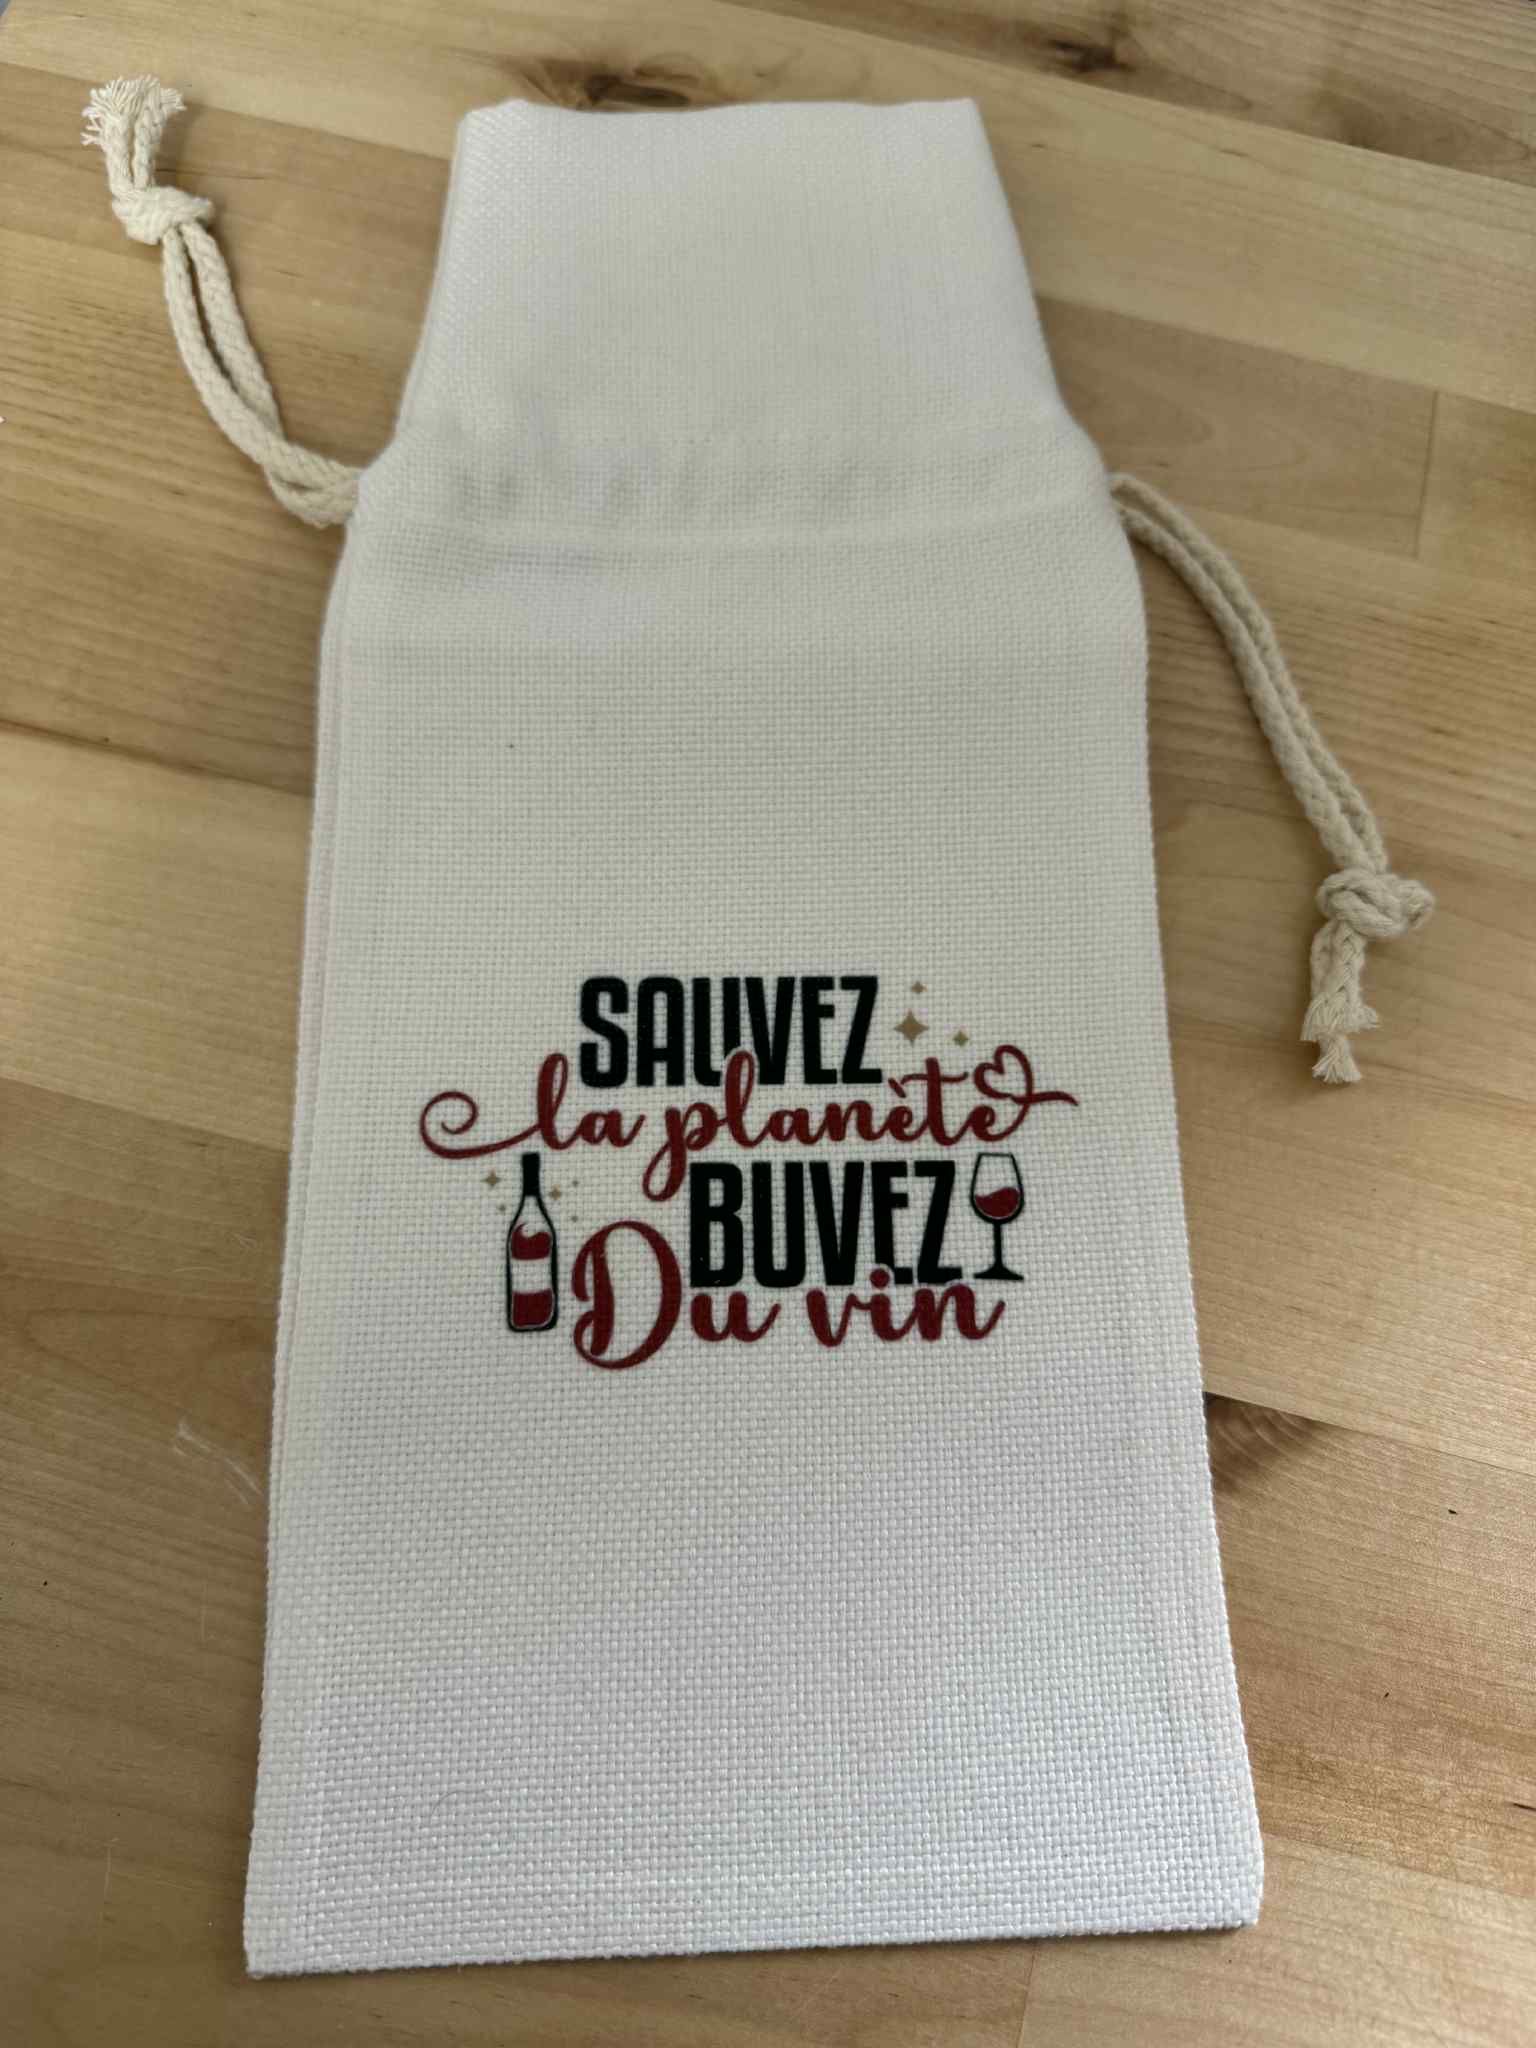 SAUVEZ
la planète
BUVEZ
Du vin